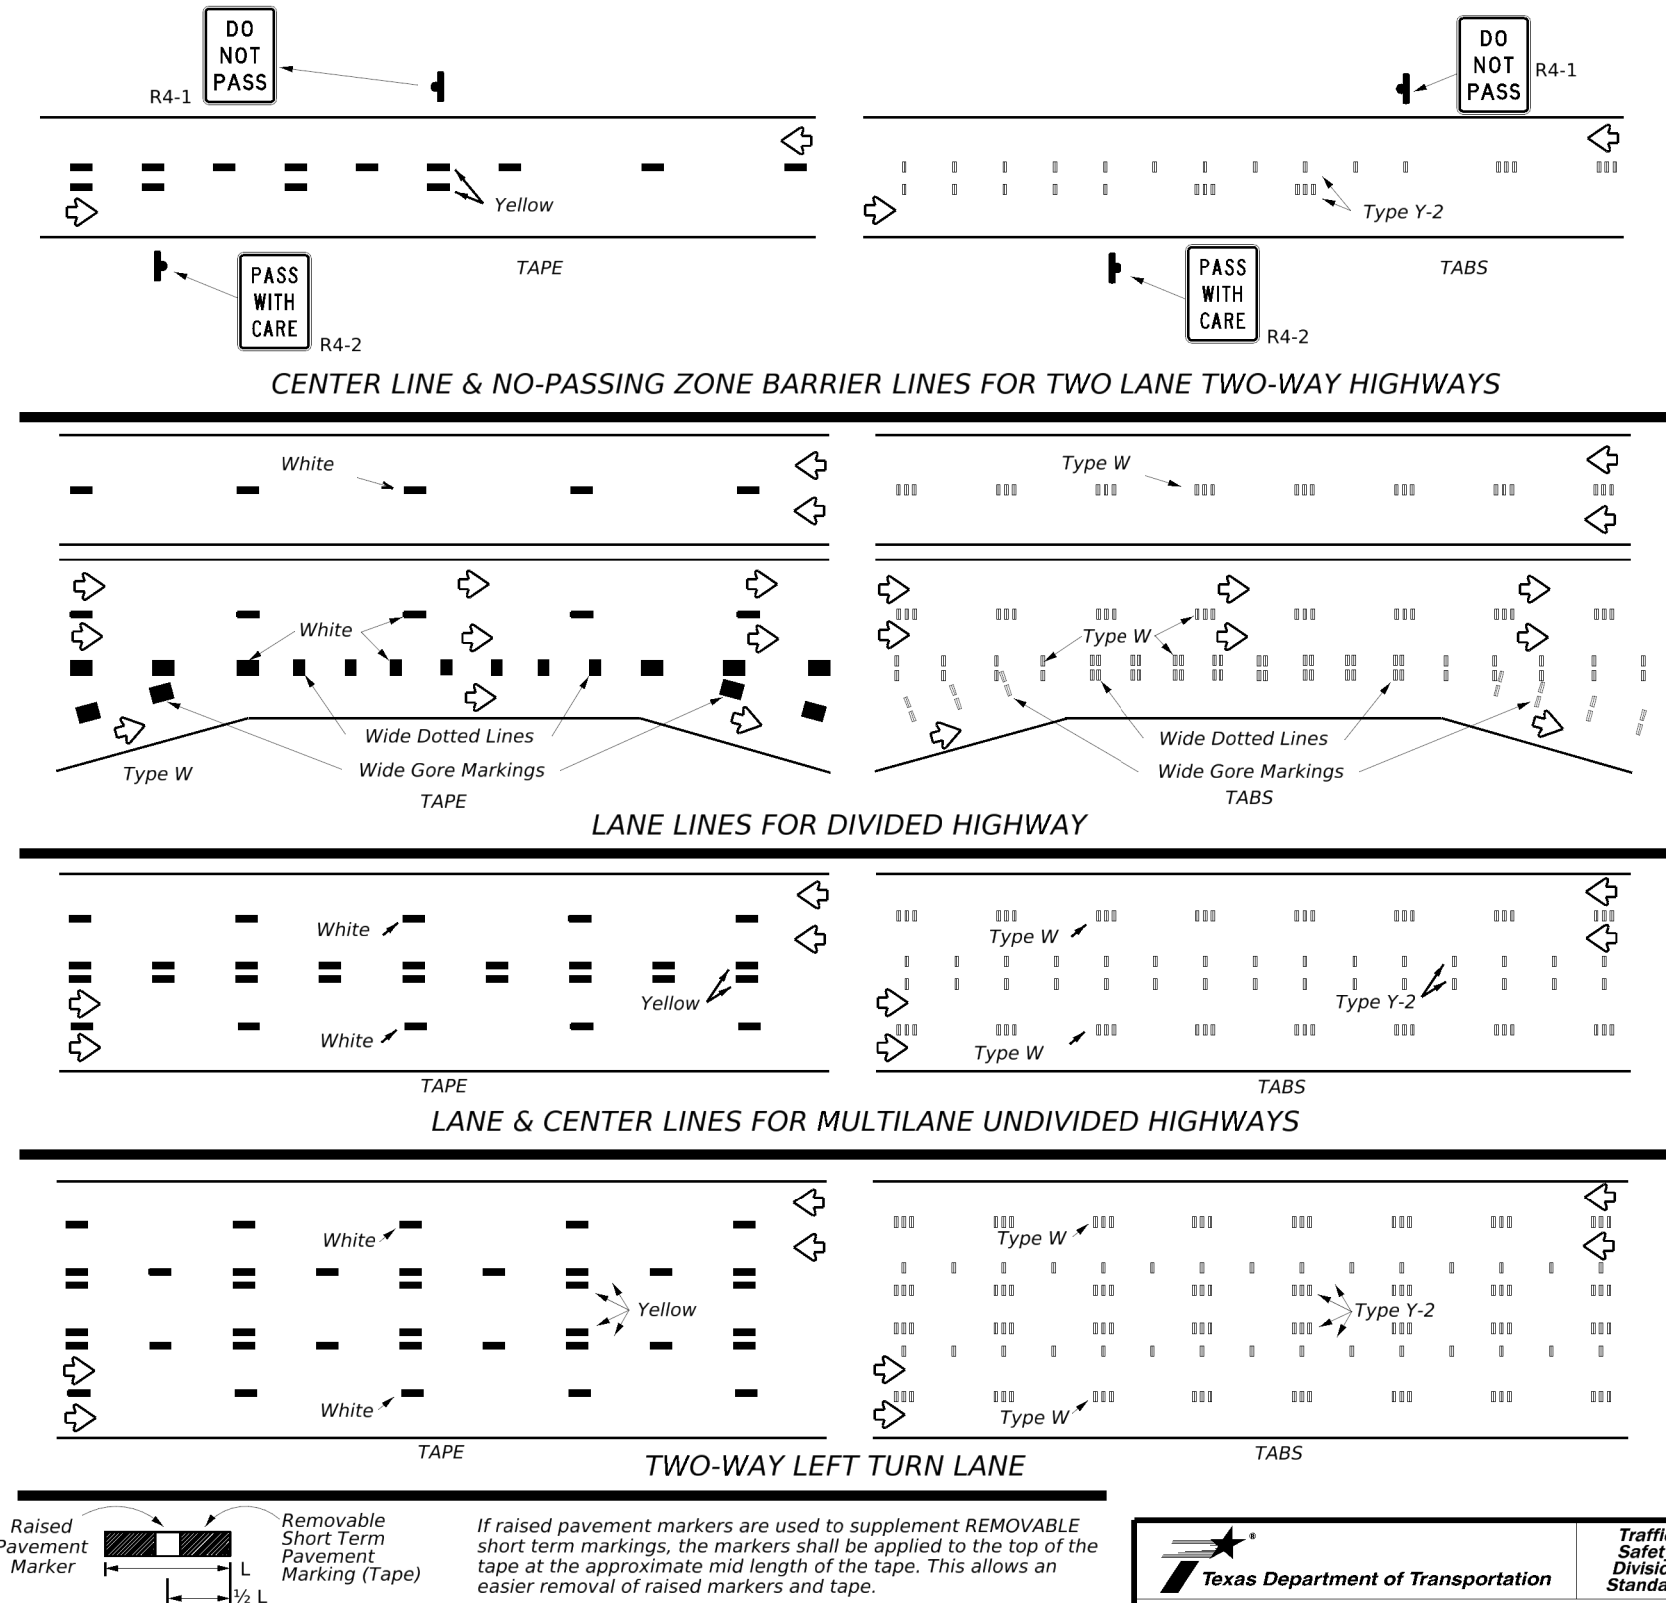 DO
NOT
PASS
R4-1
DO
NOT
PASS
R4-1
Yellow
Type Y-2
TAPE
TABS
PASS
WITH
CARE
R4-2
PASS
WITH
CARE
R4-2
CENTER LINE & NO-PASSING ZONE BARRIER LINES FOR TWO LANE TWO-WAY HIGHWAYS
White
Type W
White
Type W
Wide Dotted Lines
Wide Dotted Lines
Type W
Wide Gore Markings
Wide Gore Markings
TAPE
TABS
LANE LINES FOR DIVIDED HIGHWAY
White
Type W
Yellow
Type Y-2
White
Type W
TAPE
TABS
LANE & CENTER LINES FOR MULTILANE UNDIVIDED HIGHWAYS
White
Type W
Yellow
Type Y-2
White
Type W
TAPE
TABS
TWO-WAY LEFT TURN LANE
Raised
Pavement
Marker
Removable
Short Term
Pavement
Marking (Tape)
L
½ L
If raised pavement markers are used to supplement REMOVABLE
short term markings, the markers shall be applied to the top of the
tape at the approximate mid length of the tape. This allows an
easier removal of raised markers and tape.
®
Texas Department of Transportation
Traffic
Safety
Divisio
Standa